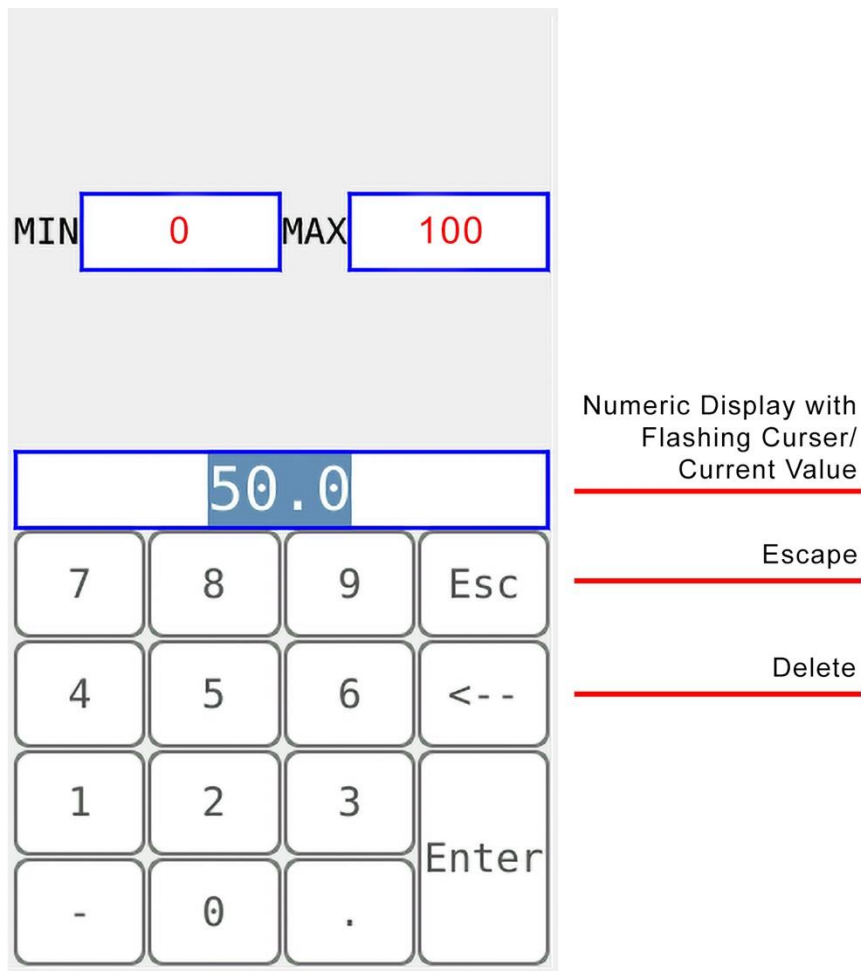 MIN 0 MAX 100
Numeric Display with
Flashing Curser/
Current Value
50.0
7 8 9 Esc
Escape
4 5 6 <--
Delete
1 2 3
Enter
- 0 .